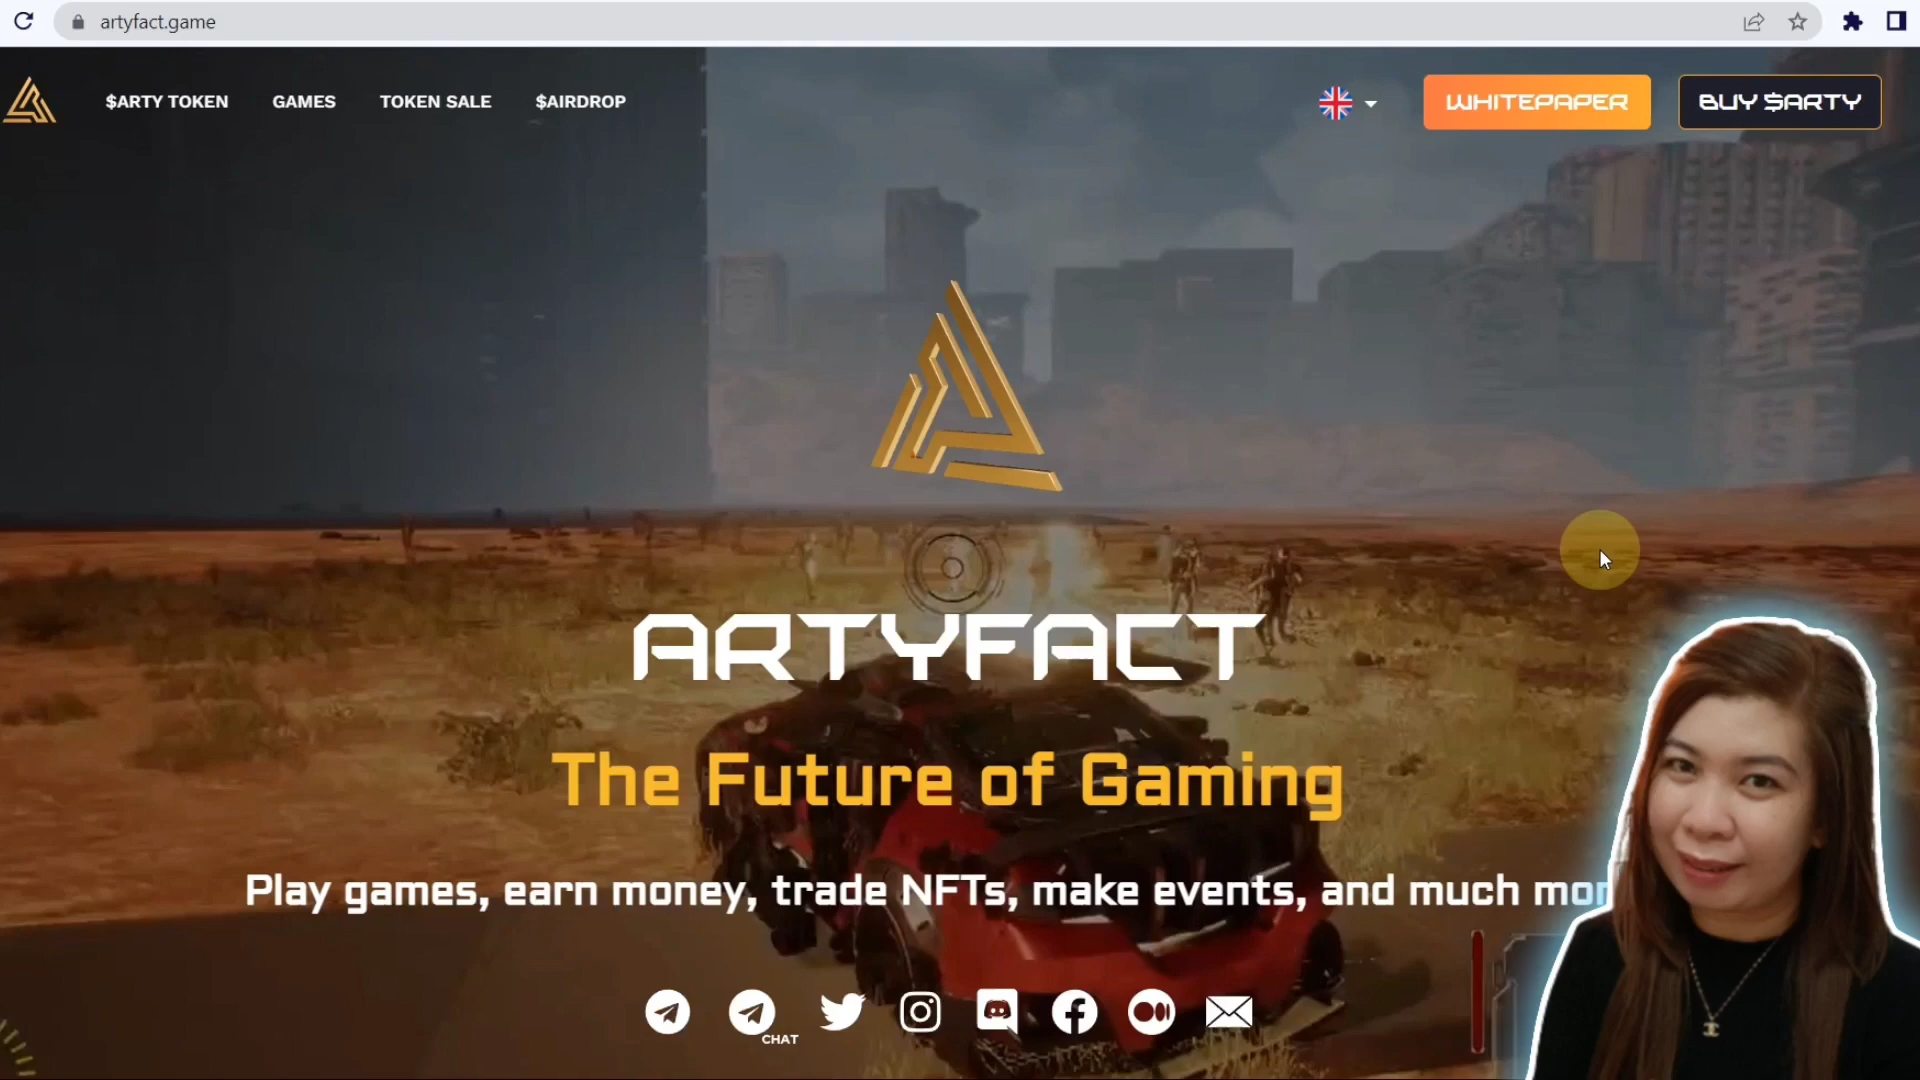 artyfact.game
$ARTY TOKEN
GAMES
TOKEN SALE
$AIRDROP
WHITEPAPER
BUY $ARTY
ARTYFACT
The Future of Gaming
Play games, earn money, trade NFTs, make events, and much
CHAT